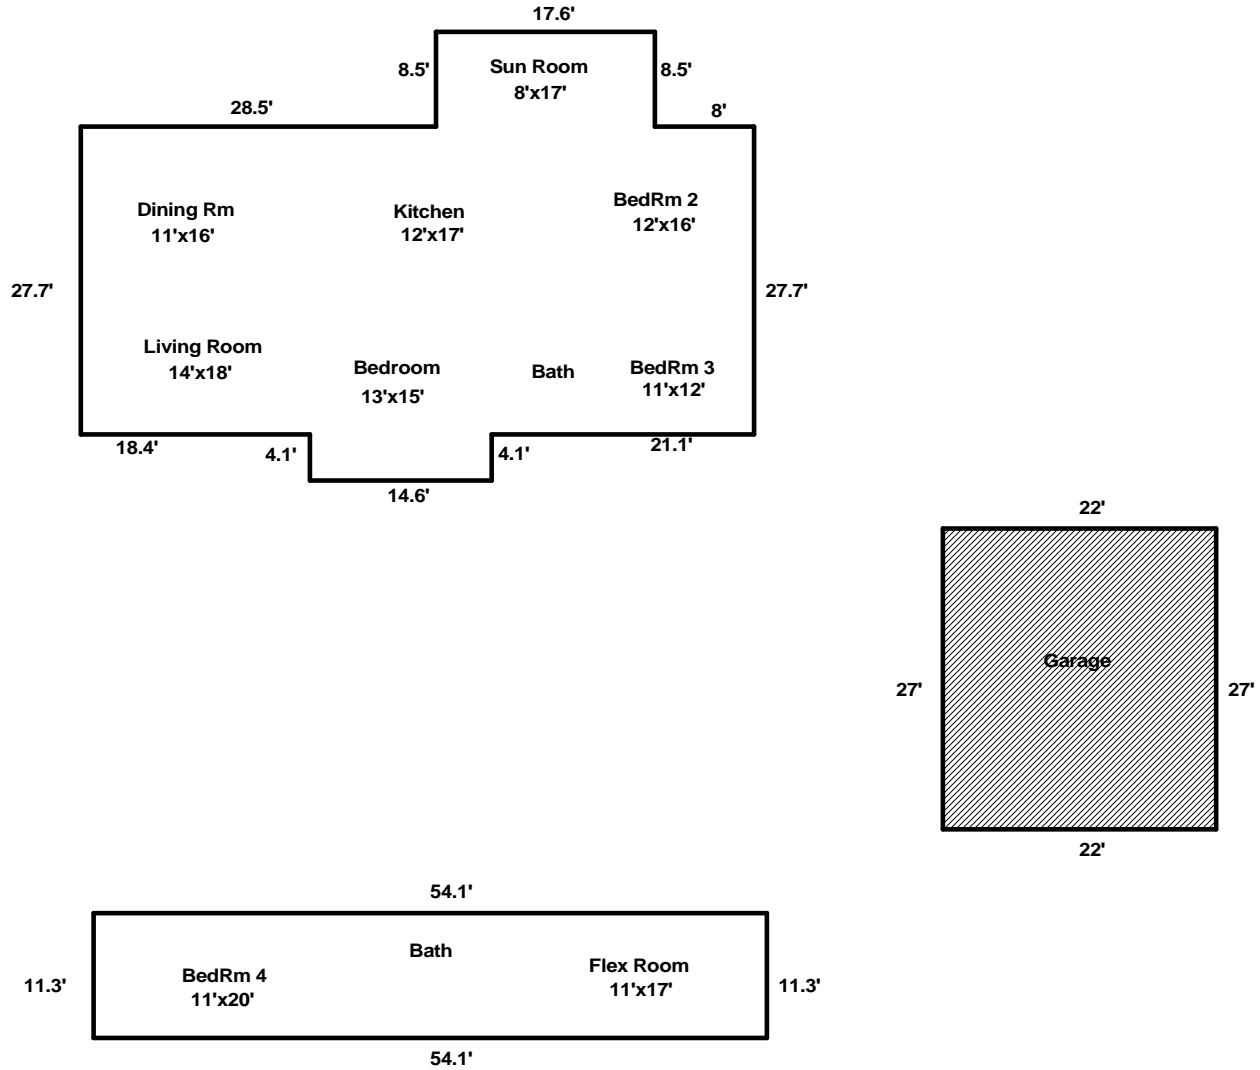 17.6'
8.5'
Sun Room
8'x17'
8.5'
28.5'
8'
Dining Rm
11'x16'
Kitchen
12'x17'
BedRm 2
12'x16'
27.7'
27.7'
Living Room
14'x18'
Bedroom
13'x15'
Bath
BedRm 3
11'x12'
18.4'
4.1'
4.1'
21.1'
14.6'
22'
Garage
27'
27'
22'
54.1'
Bath
BedRm 4
11'x20'
Flex Room
11'x17'
11.3'
11.3'
54.1'